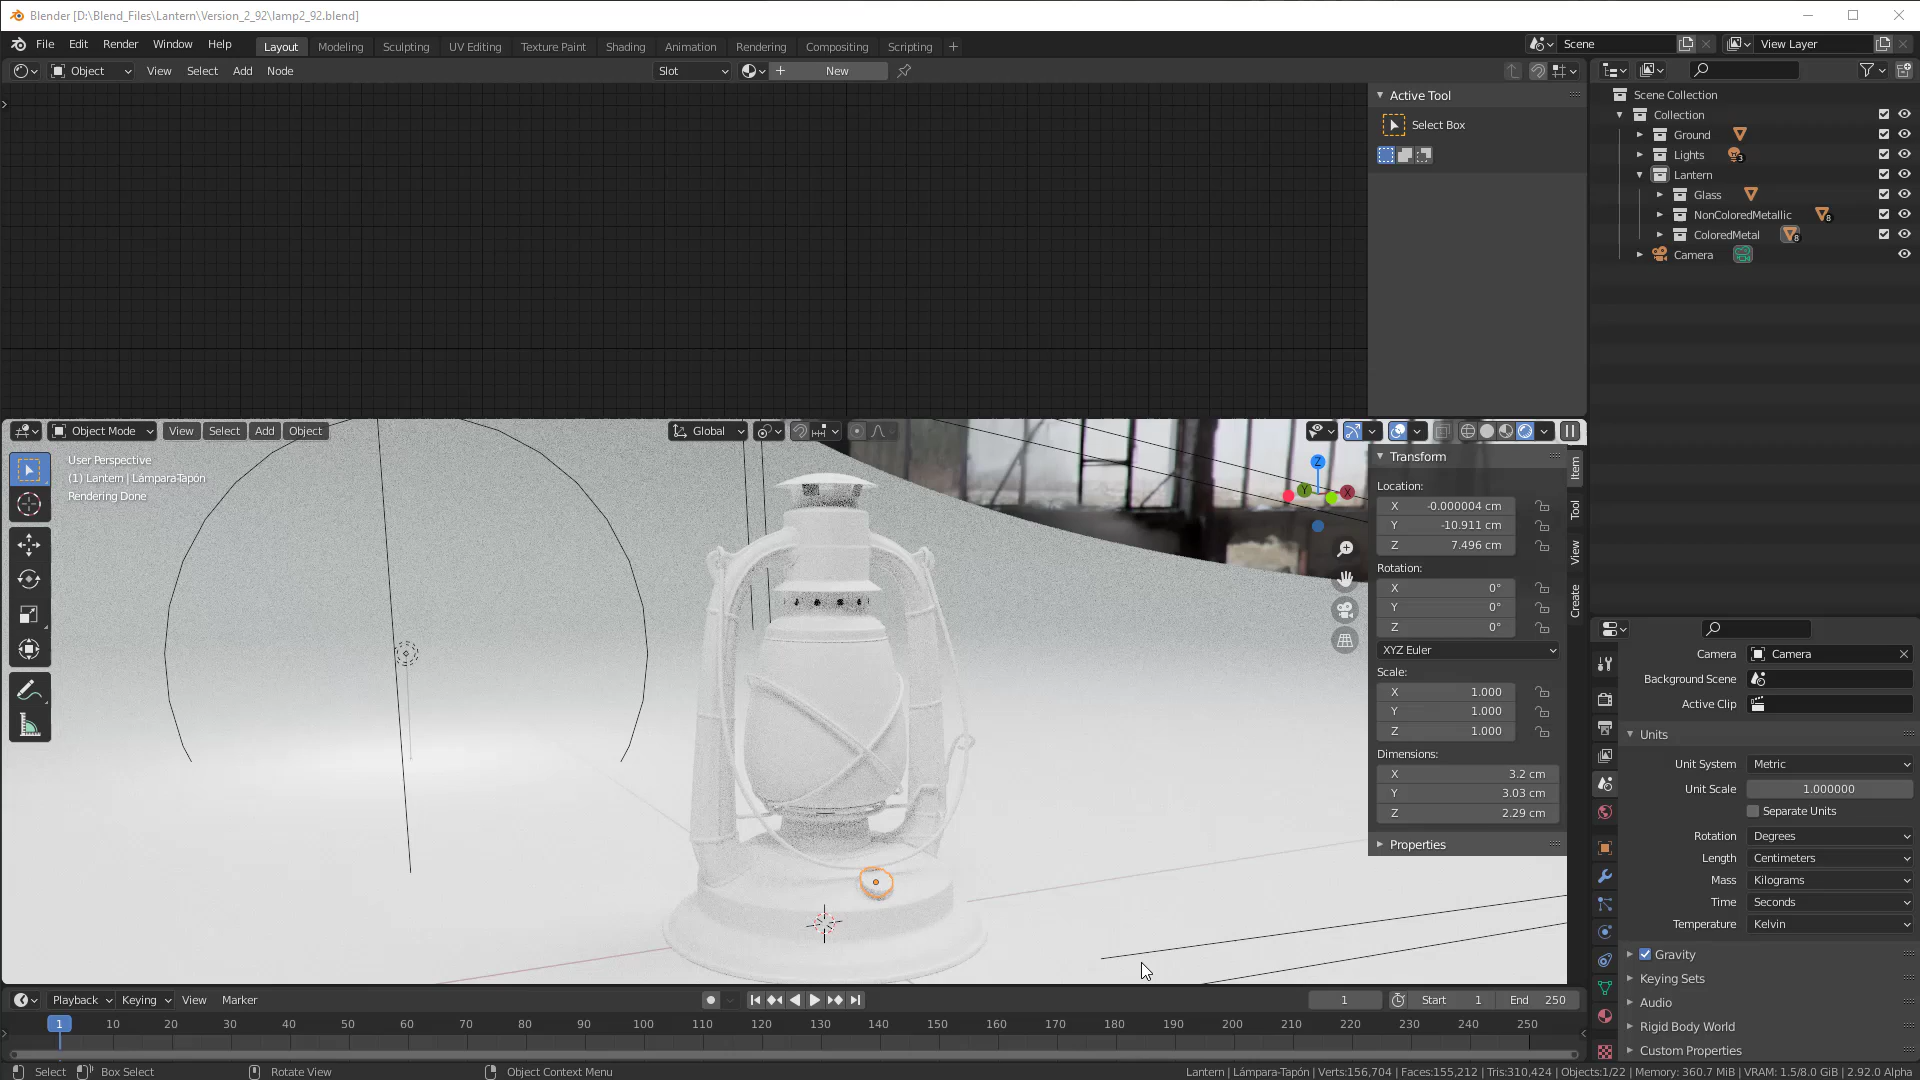 Blender [D:\Blend_Files\Lantern\Version_2_92\lamp2_92.blend]
File Edit Render Window Help Layout Modeling Sculpting UV Editing Texture Paint Shading Animation Rendering Compositing Scripting + Scene View Layer
Object View Select Add Node Slot New
Active Tool
Select Box
Scene Collection
Collection
Ground
Lights 3
Lantern
Glass
NonColoredMetallic 8
ColoredMetal 8
Camera
Object Mode View Select Add Object Global
User Perspective
(1) Lantern | Lámpara-Tapón
Rendering Done
Z
Y X
Transform
Location:
X -0.000004 cm
Y -10.911 cm
Z 7.496 cm
Rotation:
X 0°
Y 0°
Z 0°
XYZ Euler
Scale:
X 1.000
Y 1.000
Z 1.000
Dimensions:
X 3.2 cm
Y 3.03 cm
Z 2.29 cm
Properties
Item
Tool
View
Create
Camera Camera
Background Scene
Active Clip
Units
Unit System Metric
Unit Scale 1.000000
Separate Units
Rotation Degrees
Length Centimeters
Mass Kilograms
Time Seconds
Temperature Kelvin
Gravity
Keying Sets
Audio
Rigid Body World
Custom Properties
Playback Keying View Marker 1 Start 1 End 250
1 10 20 30 40 50 60 70 80 90 100 110 120 130 140 150 160 170 180 190 200 210 220 230 240 250
Select Box Select Rotate View Object Context Menu Lantern | Lámpara-Tapón | Verts:156,704 | Faces:155,212 | Tris:310,424 | Objects:1/22 | Memory: 360.7 MiB | VRAM: 1.5/8.0 GiB | 2.92.0 Alpha